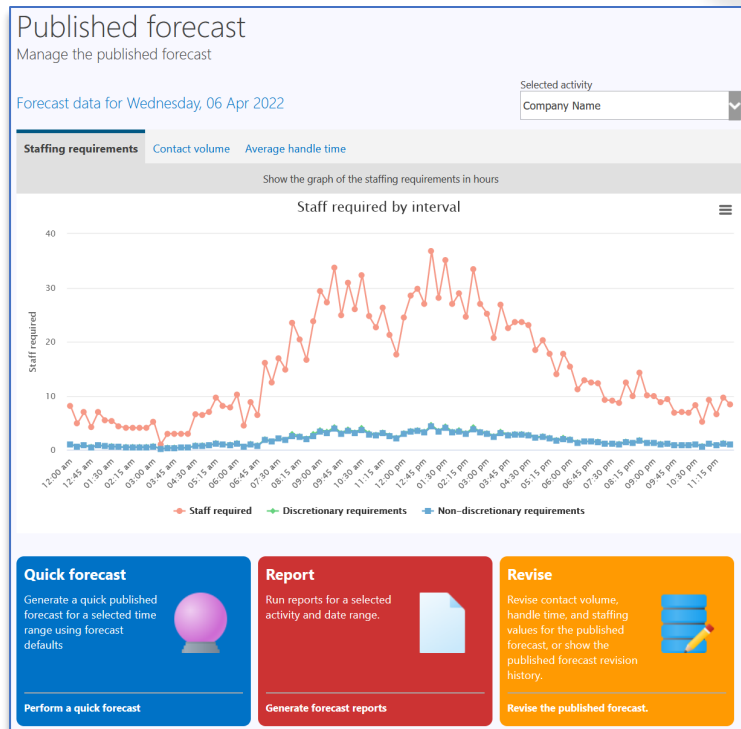 Published forecast
Manage the published forecast
Selected activity
Forecast data for Wednesday, 06 Apr 2022
Company Name
Staffing requirements Contact volume Average handle time
Show the graph of the staffing requirements in hours
Staff required by interval
40
30
20
10
0
Staff required
12:00 am 12:45 am 01:30 am 02:15 am 03:00 am 03:45 am 04:30 am 05:15 am 06:00 am 06:45 am 07:30 am 08:15 am 09:00 am 09:45 am 10:30 am 11:15 am 12:00 pm 12:45 pm 01:30 pm 02:15 pm 03:00 pm 03:45 pm 04:30 pm 05:15 pm 06:00 pm 06:45 pm 07:30 pm 08:15 pm 09:00 pm 09:45 pm 10:30 pm 11:15 pm
Staff required Discretionary requirements Non-discretionary requirements
Quick forecast
Generate a quick published
forecast for a selected time
range using forecast
defaults
Perform a quick forecast
Report
Run reports for a selected
activity and date range.
Generate forecast reports
Revise
Revise contact volume,
handle time, and staffing
values for the published
forecast, or show the
published forecast revision
history.
Revise the published forecast.